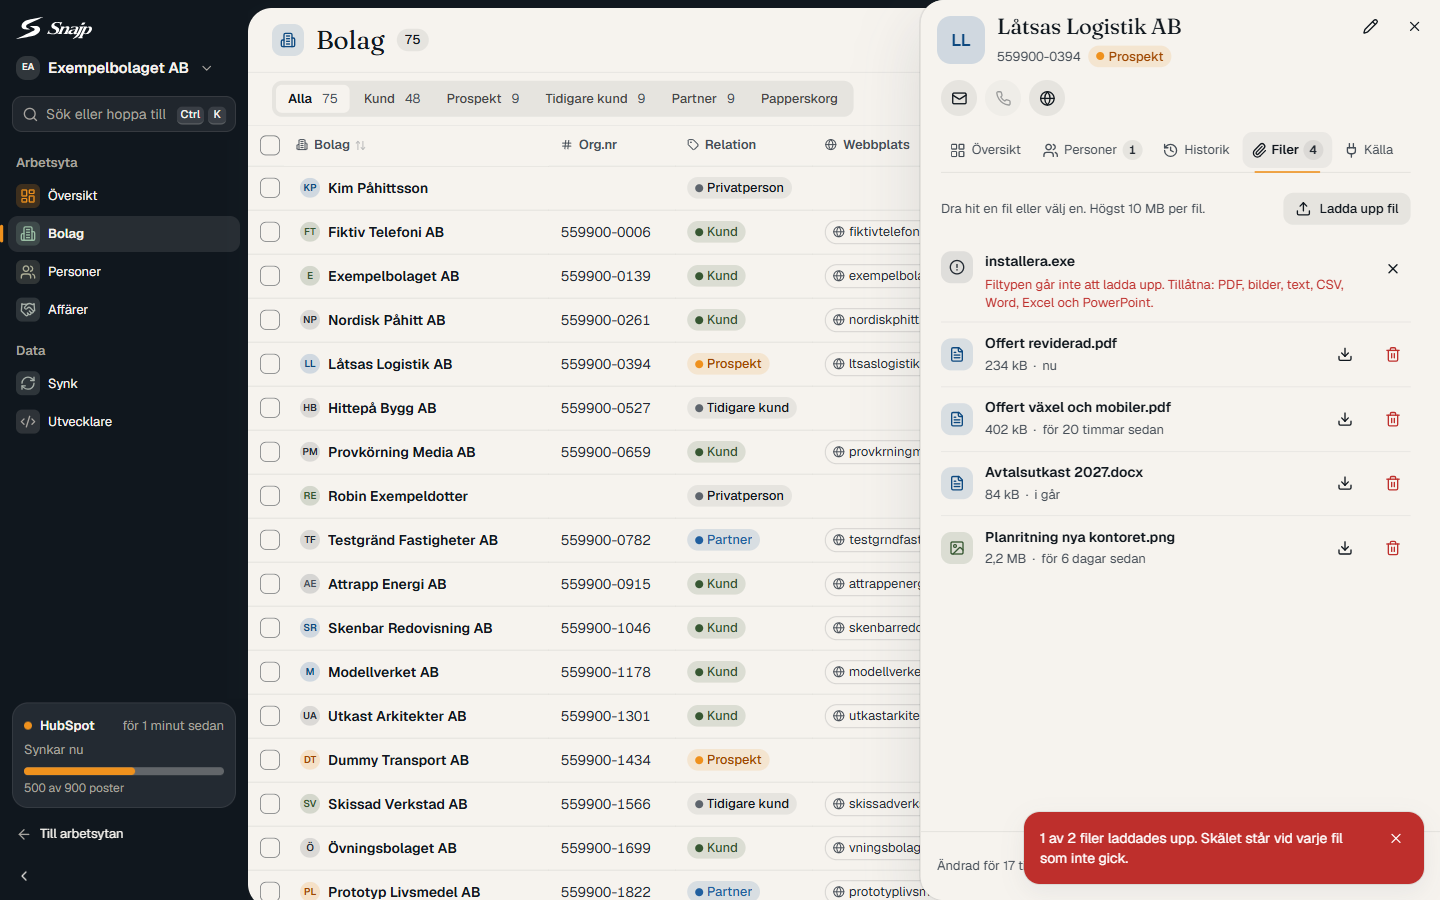 Snajp
EA Exempelbolaget AB
Sök eller hoppa till Ctrl K
Arbetsyta
Översikt
Bolag
Personer
Affärer
Data
Synk
Utvecklare
HubSpot för 1 minut sedan
Synkar nu
500 av 900 poster
Till arbetsytan
Bolag 75
Alla 75 Kund 48 Prospekt 9 Tidigare kund 9 Partner 9 Papperskorg
Bolag # Org.nr Relation Webbplats
KP Kim Påhittsson Privatperson
FT Fiktiv Telefoni AB 559900-0006 Kund fiktivtelefon
E Exempelbolaget AB 559900-0139 Kund exempelbola
NP Nordisk Påhitt AB 559900-0261 Kund nordiskphitt
LL Låtsas Logistik AB 559900-0394 Prospekt ltsaslogistik
HB Hittepå Bygg AB 559900-0527 Tidigare kund
PM Provkörning Media AB 559900-0659 Kund provkrningm
RE Robin Exempeldotter Privatperson
TF Testgränd Fastigheter AB 559900-0782 Partner testgrndfast
AE Attrapp Energi AB 559900-0915 Kund attrappenerg
SR Skenbar Redovisning AB 559900-1046 Kund skenbarredo
M Modellverket AB 559900-1178 Kund modellverke
UA Utkast Arkitekter AB 559900-1301 Kund utkastarkite
DT Dummy Transport AB 559900-1434 Prospekt
SV Skissad Verkstad AB 559900-1566 Tidigare kund skissadverk
Ö Övningsbolaget AB 559900-1699 Kund vningsbolag
PL Prototyp Livsmedel AB 559900-1822 Partner prototyplivsm
LL Låtsas Logistik AB
559900-0394 Prospekt
Översikt Personer 1 Historik Filer 4 Källa
Dra hit en fil eller välj en. Högst 10 MB per fil. Ladda upp fil
installera.exe
Filtypen går inte att ladda upp. Tillåtna: PDF, bilder, text, CSV,
Word, Excel och PowerPoint.
Offert reviderad.pdf
234 kB · nu
Offert växel och mobiler.pdf
402 kB · för 20 timmar sedan
Avtalsutkast 2027.docx
84 kB · i går
Planritning nya kontoret.png
2,2 MB · för 6 dagar sedan
Ändrad för 17 t
1 av 2 filer laddades upp. Skälet står vid varje fil
som inte gick.